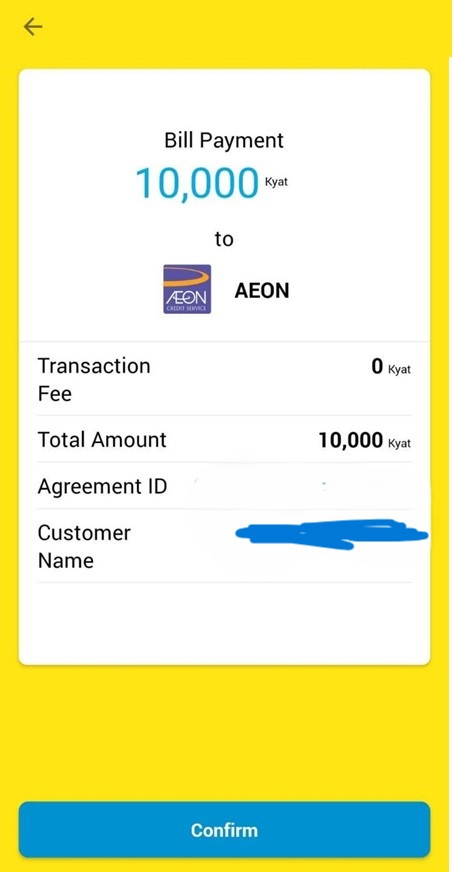 Bill Payment
10,000 Kyat
to
AEON
CREDIT SERVICE
AEON
Transaction
Fee
0 Kyat
Total Amount
10,000 Kyat
Agreement ID
Customer
Name
Confirm